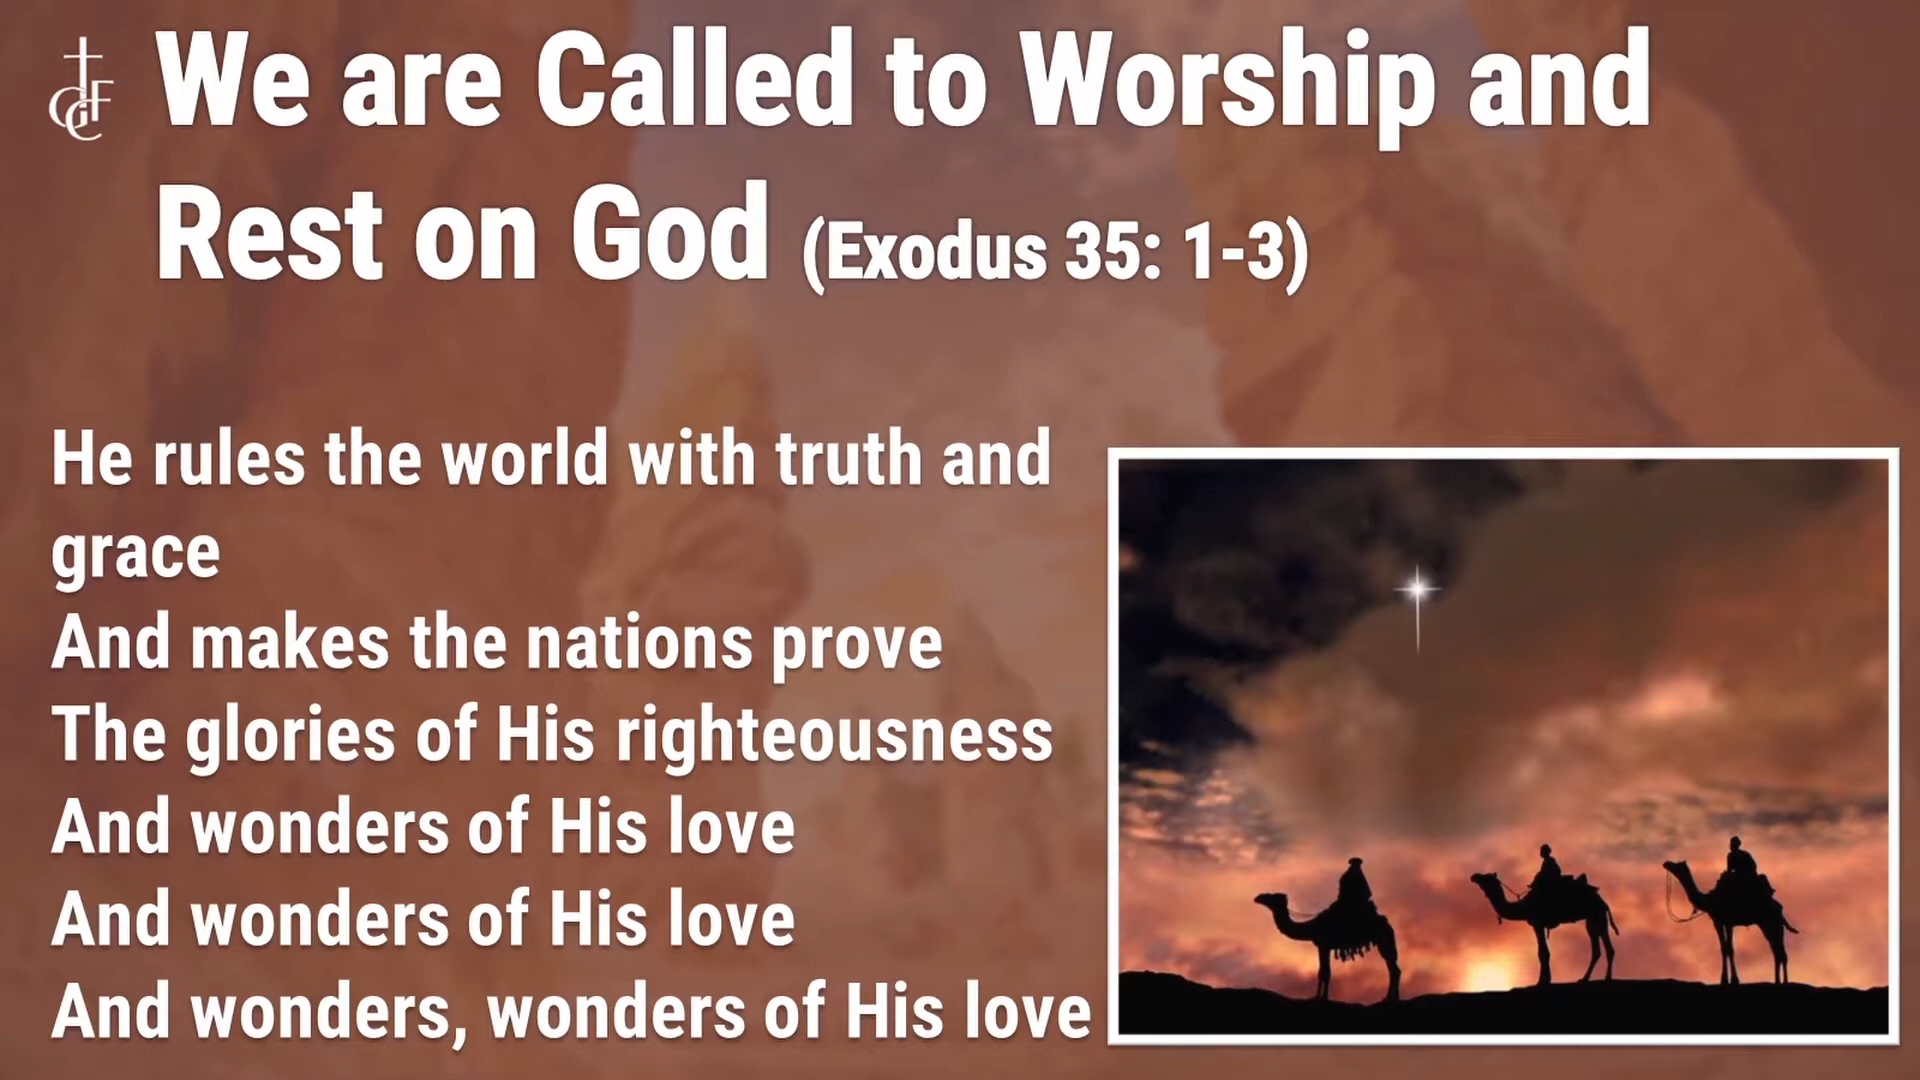 We are Called to Worship and
Rest on God (Exodus 35: 1-3)
He rules the world with truth and
grace
And makes the nations prove
The glories of His righteousness
And wonders of His love
And wonders of His love
And wonders, wonders of His love